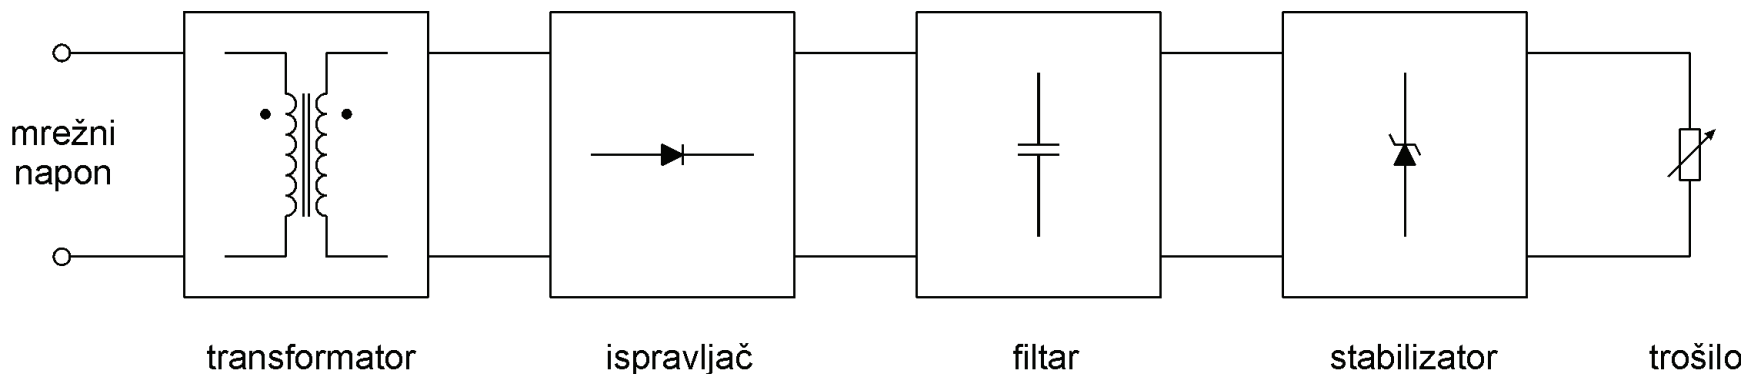 mrežni
napon
transformator
ispravljač
filtar
stabilizator
trošilo